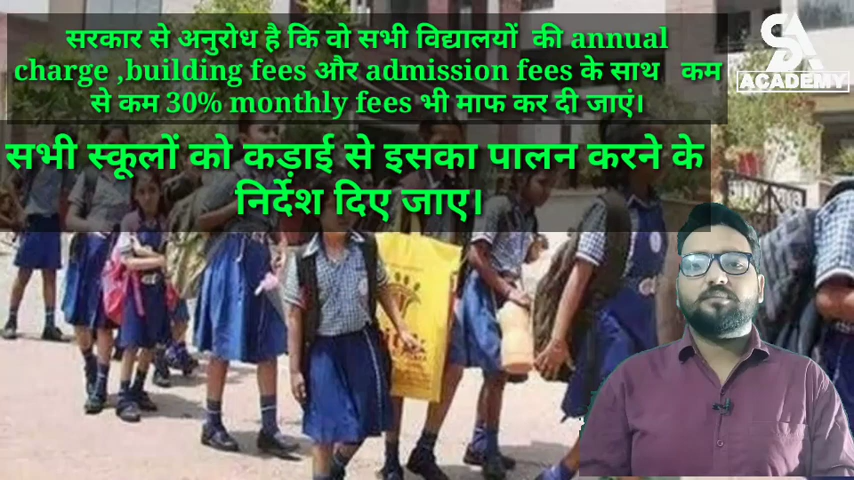 सरकार से अनुरोध है कि वो सभी विद्यालयों की annual
charge ,building fees और admission fees के साथ कम
से कम 30% monthly fees भी माफ कर दी जाएं।
सभी स्कूलों को कड़ाई से इसका पालन करने के
निर्देश दिए जाए।
SA
ACADEMY